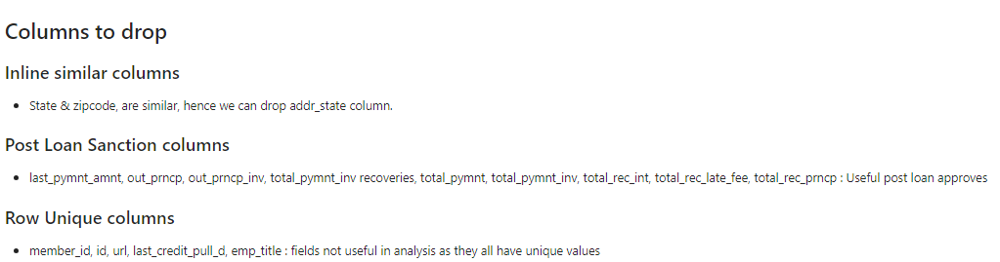 Columns to drop
Inline similar columns
• State & zipcode, are similar, hence we can drop addr_state column.
Post Loan Sanction columns
• last_pymnt_amnt, out_prncp, out_prncp_inv, total_pymnt_inv recoveries, total_pymnt, total_pymnt_inv, total_rec_int, total_rec_late_fee, total_rec_prncp : Useful post loan approves
Row Unique columns
• member_id, id, url, last_credit_pull_d, emp_title : fields not useful in analysis as they all have unique values